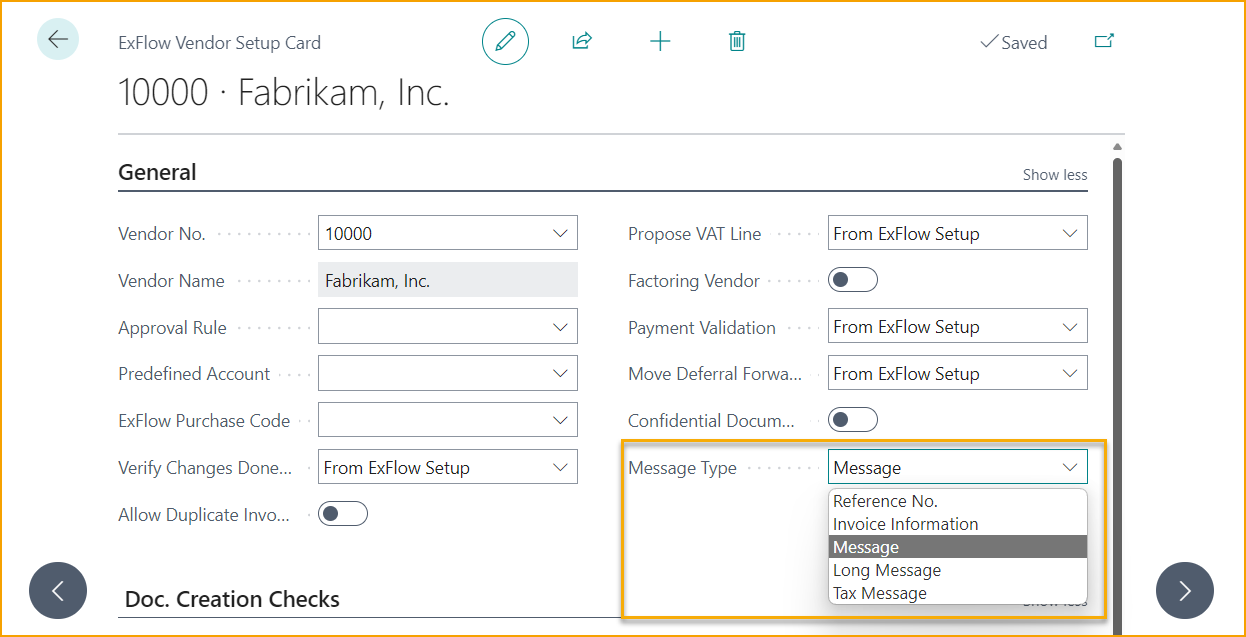 ExFlow Vendor Setup Card
Saved
10000 · Fabrikam, Inc.
General
Show less
Vendor No.
10000
Vendor Name
Fabrikam, Inc.
Approval Rule
Predefined Account
ExFlow Purchase Code
Verify Changes Done...
From ExFlow Setup
Allow Duplicate Invo...
Propose VAT Line
From ExFlow Setup
Factoring Vendor
Payment Validation
From ExFlow Setup
Move Deferral Forwa...
From ExFlow Setup
Confidential Docum...
Message Type
Message
Reference No.
Invoice Information
Message
Long Message
Tax Message
Doc. Creation Checks
Show less